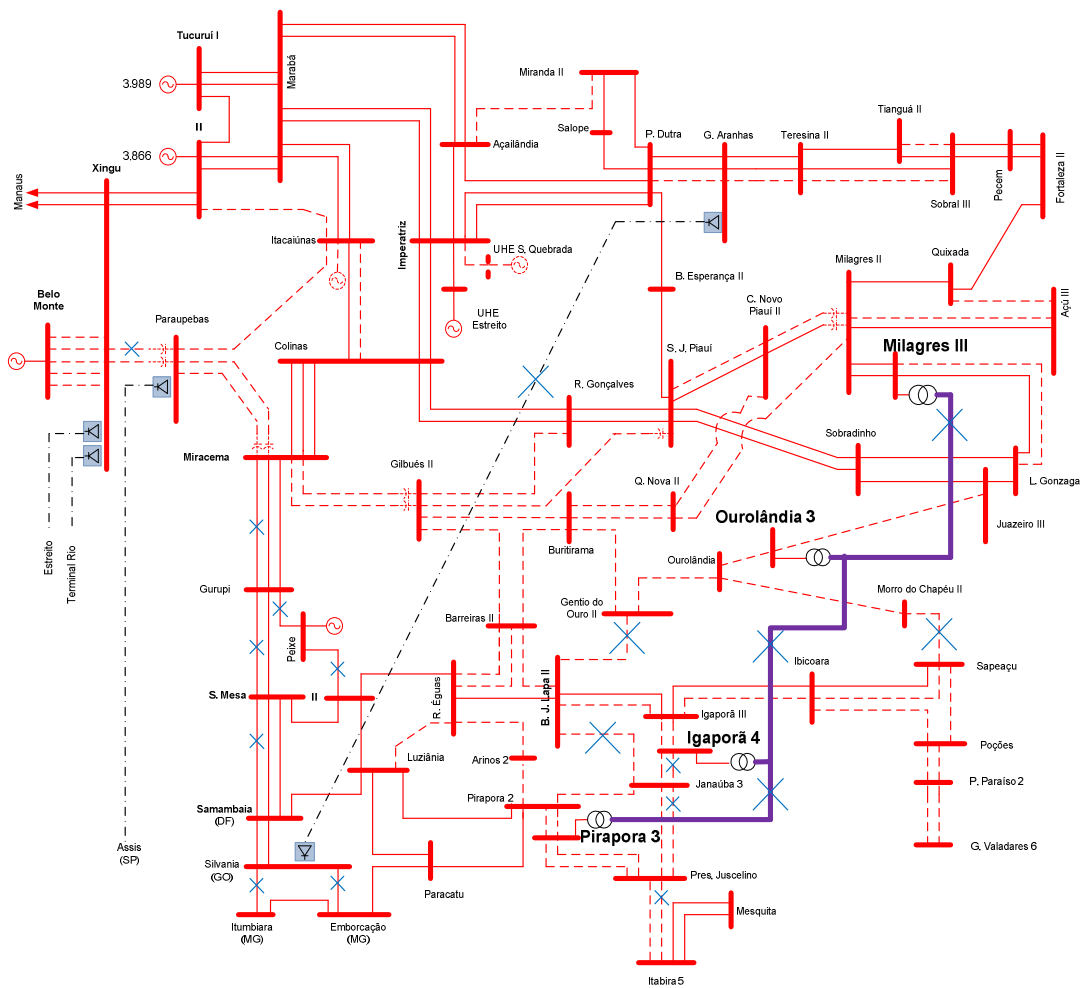 Tucuruí I
3.989
Marabá
II
3.866
Xingu
Manaus
Miranda II
Salope
Açailândia
P. Dutra
G. Aranhas
Teresina II
Tianguá II
Sobral III
Pecem
Fortaleza II
Itacaiúnas
Imperatriz
UHE S. Quebrada
UHE
Estreito
B. Esperança II
C. Novo
Piauí II
Milagres II
Quixada
Açú III
Belo
Monte
Paraupebas
Colinas
S. J. Piauí
Milagres III
R. Gonçalves
Miracema
Gilbués II
Sobradinho
L. Gonzaga
Q. Nova II
Juazeiro III
Ourolândia 3
Estreito
Terminal Rio
Buritirama
Ourolândia
Gurupi
Gentio do
Ouro II
Morro do Chapéu II
Peixe
Barreiras II
Ibicoara
Sapeaçu
S. Mesa
II
R. Éguas
B. J. Lapa II
Igaporã III
Igaporã 4
Poções
Luziânia
Arinos 2
Janaúba 3
P. Paraíso 2
Pirapora 2
Samambaia
(DF)
Pirapora 3
G. Valadares 6
Assis
(SP)
Silvania
(GO)
Paracatu
Pres. Juscelino
Mesquita
Itumbiara
(MG)
Emborcação
(MG)
Itabira 5